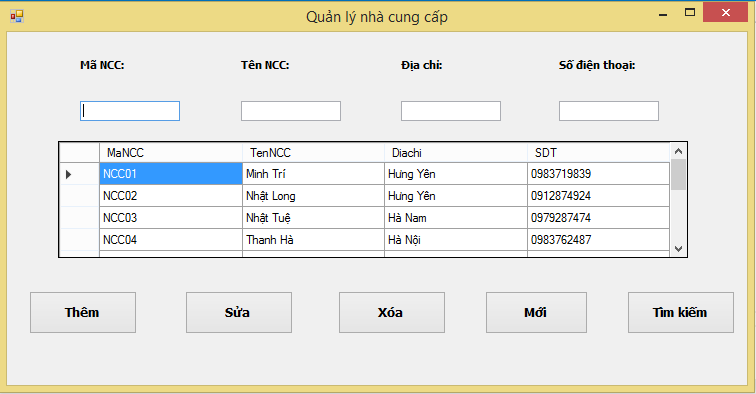 Quản lý nhà cung cấp
Mã NCC: Tên NCC: Địa chỉ: Số điện thoại:
MaNCC TenNCC Diachi SDT
NCC01 Minh Trí Hưng Yên 0983719839
NCC02 Nhật Long Hưng Yên 0912874924
NCC03 Nhật Tuệ Hà Nam 0979287474
NCC04 Thanh Hà Hà Nội 0983762487
Thêm Sửa Xóa Mới Tìm kiếm